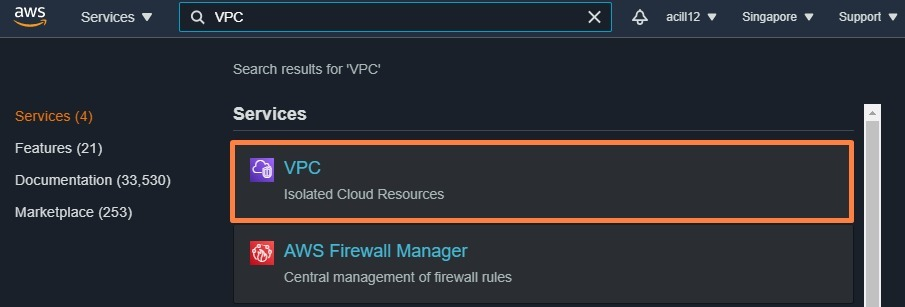 aws Services VPC acill12 Singapore Support
Search results for 'VPC'
Services (4)
Features (21)
Documentation (33,530)
Marketplace (253)
Services
VPC
Isolated Cloud Resources
AWS Firewall Manager
Central management of firewall rules